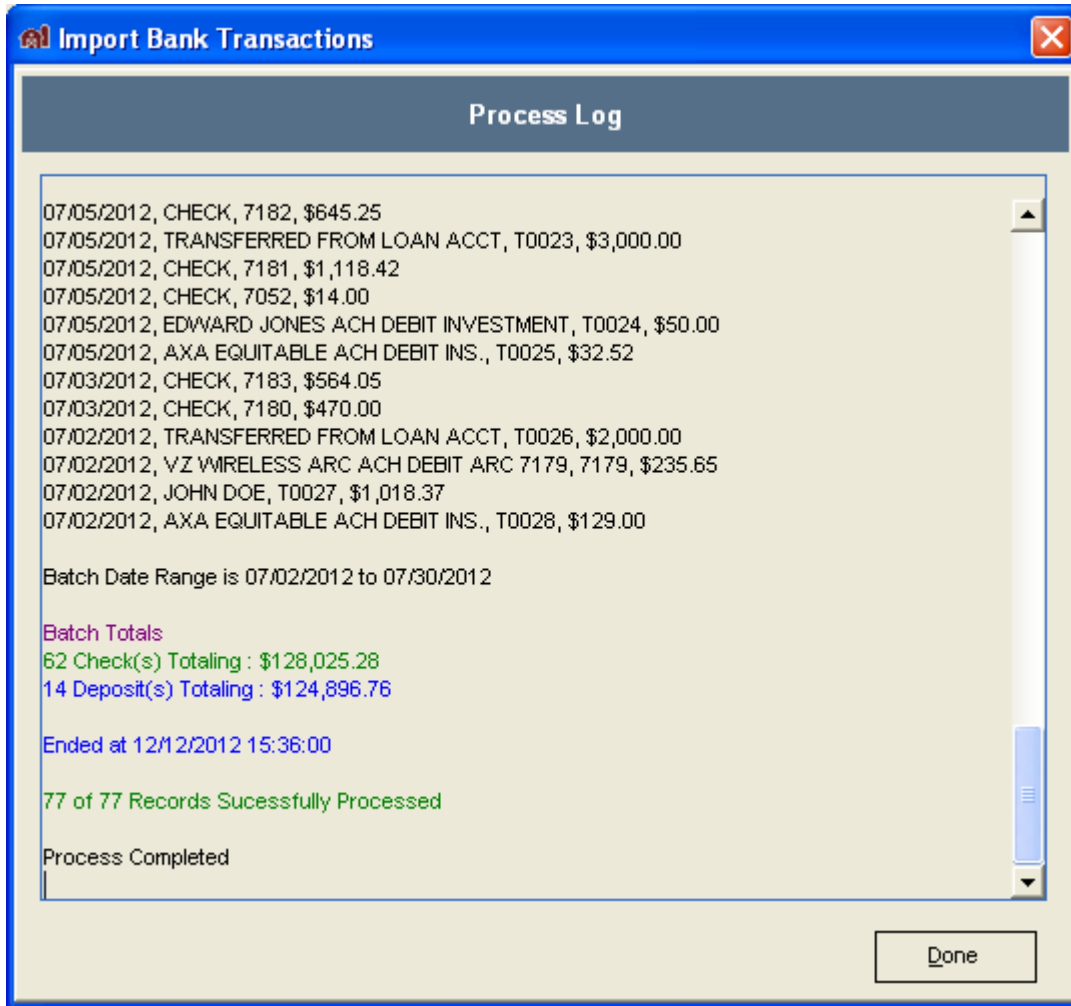 Import Bank Transactions
Process Log
07/05/2012, CHECK, 7182, $645.25
07/05/2012, TRANSFERRED FROM LOAN ACCT, T0023, $3,000.00
07/05/2012, CHECK, 7181, $1,118.42
07/05/2012, CHECK, 7052, $14.00
07/05/2012, EDWARD JONES ACH DEBIT INVESTMENT, T0024, $50.00
07/05/2012, AXA EQUITABLE ACH DEBIT INS., T0025, $32.52
07/03/2012, CHECK, 7183, $564.05
07/03/2012, CHECK, 7180, $470.00
07/02/2012, TRANSFERRED FROM LOAN ACCT, T0026, $2,000.00
07/02/2012, VZ WIRELESS ARC ACH DEBIT ARC 7179, 7179, $235.65
07/02/2012, JOHN DOE, T0027, $1,018.37
07/02/2012, AXA EQUITABLE ACH DEBIT INS., T0028, $129.00
Batch Date Range is 07/02/2012 to 07/30/2012
Batch Totals
62 Check(s) Totaling : $128,025.28
14 Deposit(s) Totaling : $124,896.76
Ended at 12/12/2012 15:36:00
77 of 77 Records Sucessfully Processed
Process Completed
Done